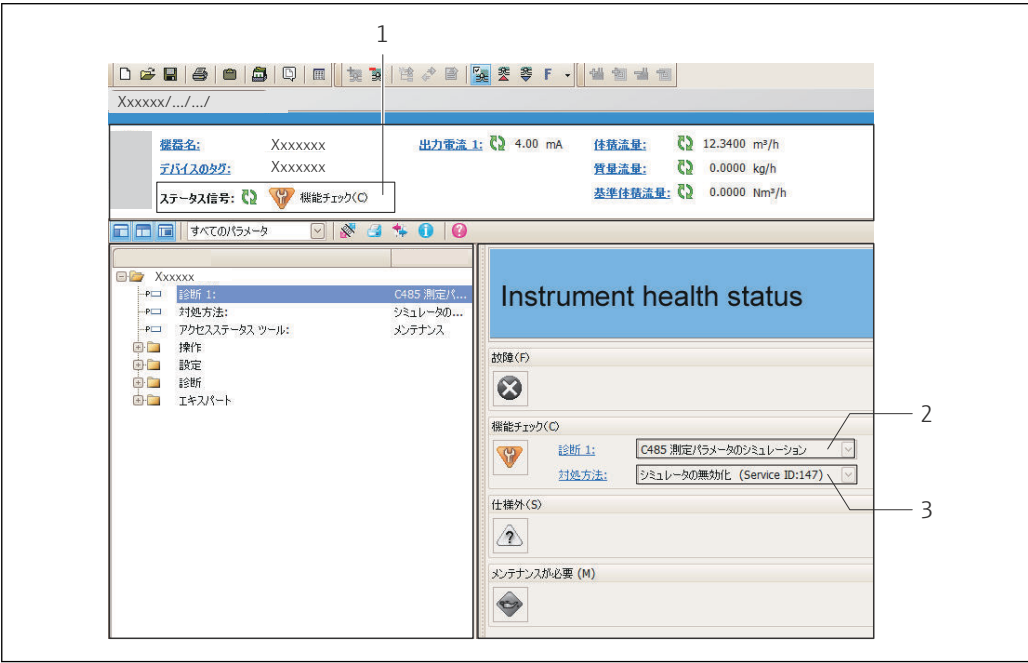 1
F
Xxxxxx/.../.../
機器名: Xxxxxxx 出力電流 1: 4.00 mA 体積流量: 12.3400 m³/h
デバイスのタグ: Xxxxxxx 質量流量: 0.0000 kg/h
ステータス信号: 機能チェック(C) 基準体積流量: 0.0000 Nm³/h
すべてのパラメータ
Xxxxxx
診断 1: C485 測定パ...
対処方法: シミュレータの...
アクセスステータス ツール: メンテナンス
操作
設定
診断
エキスパート
Instrument health status
故障(F)
機能チェック(C)
診断 1: C485 測定パラメータのシミュレーション
2
対処方法: シミュレータの無効化 (Service ID:147)
3
仕様外(S)
メンテナンスが必要 (M)